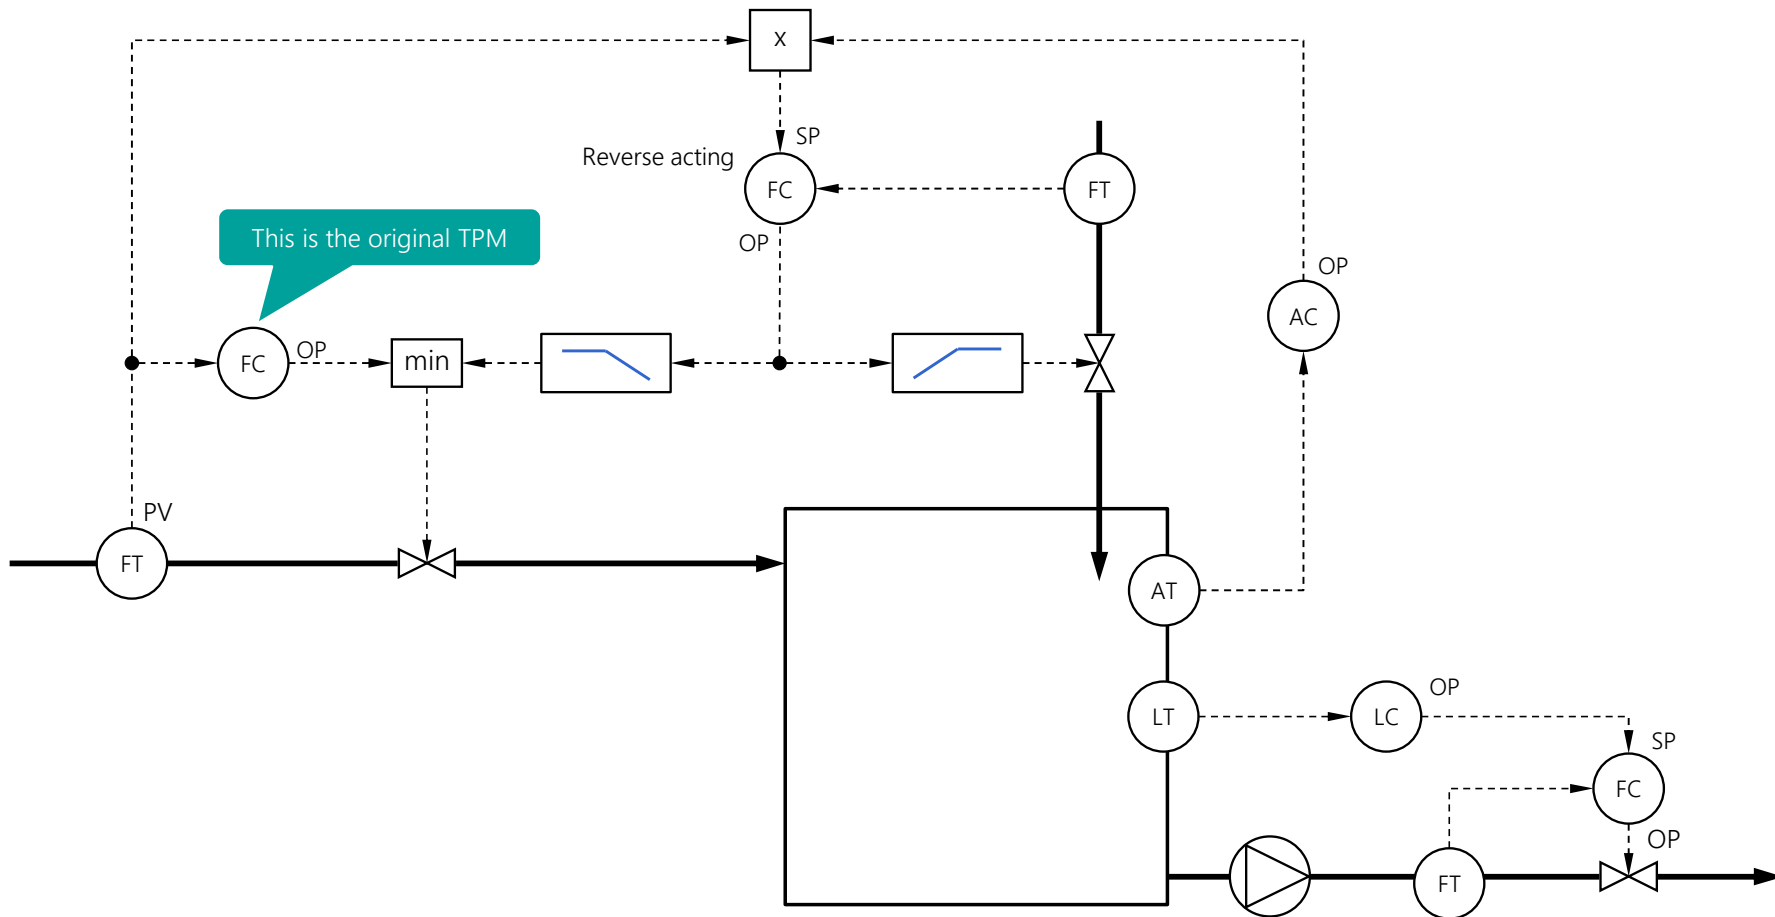 X
SP
Reverse acting
FC
FT
OP
This is the original TPM
OP
AC
FC
OP
min
PV
FT
AT
OP
LT
LC
SP
FC
OP
FT